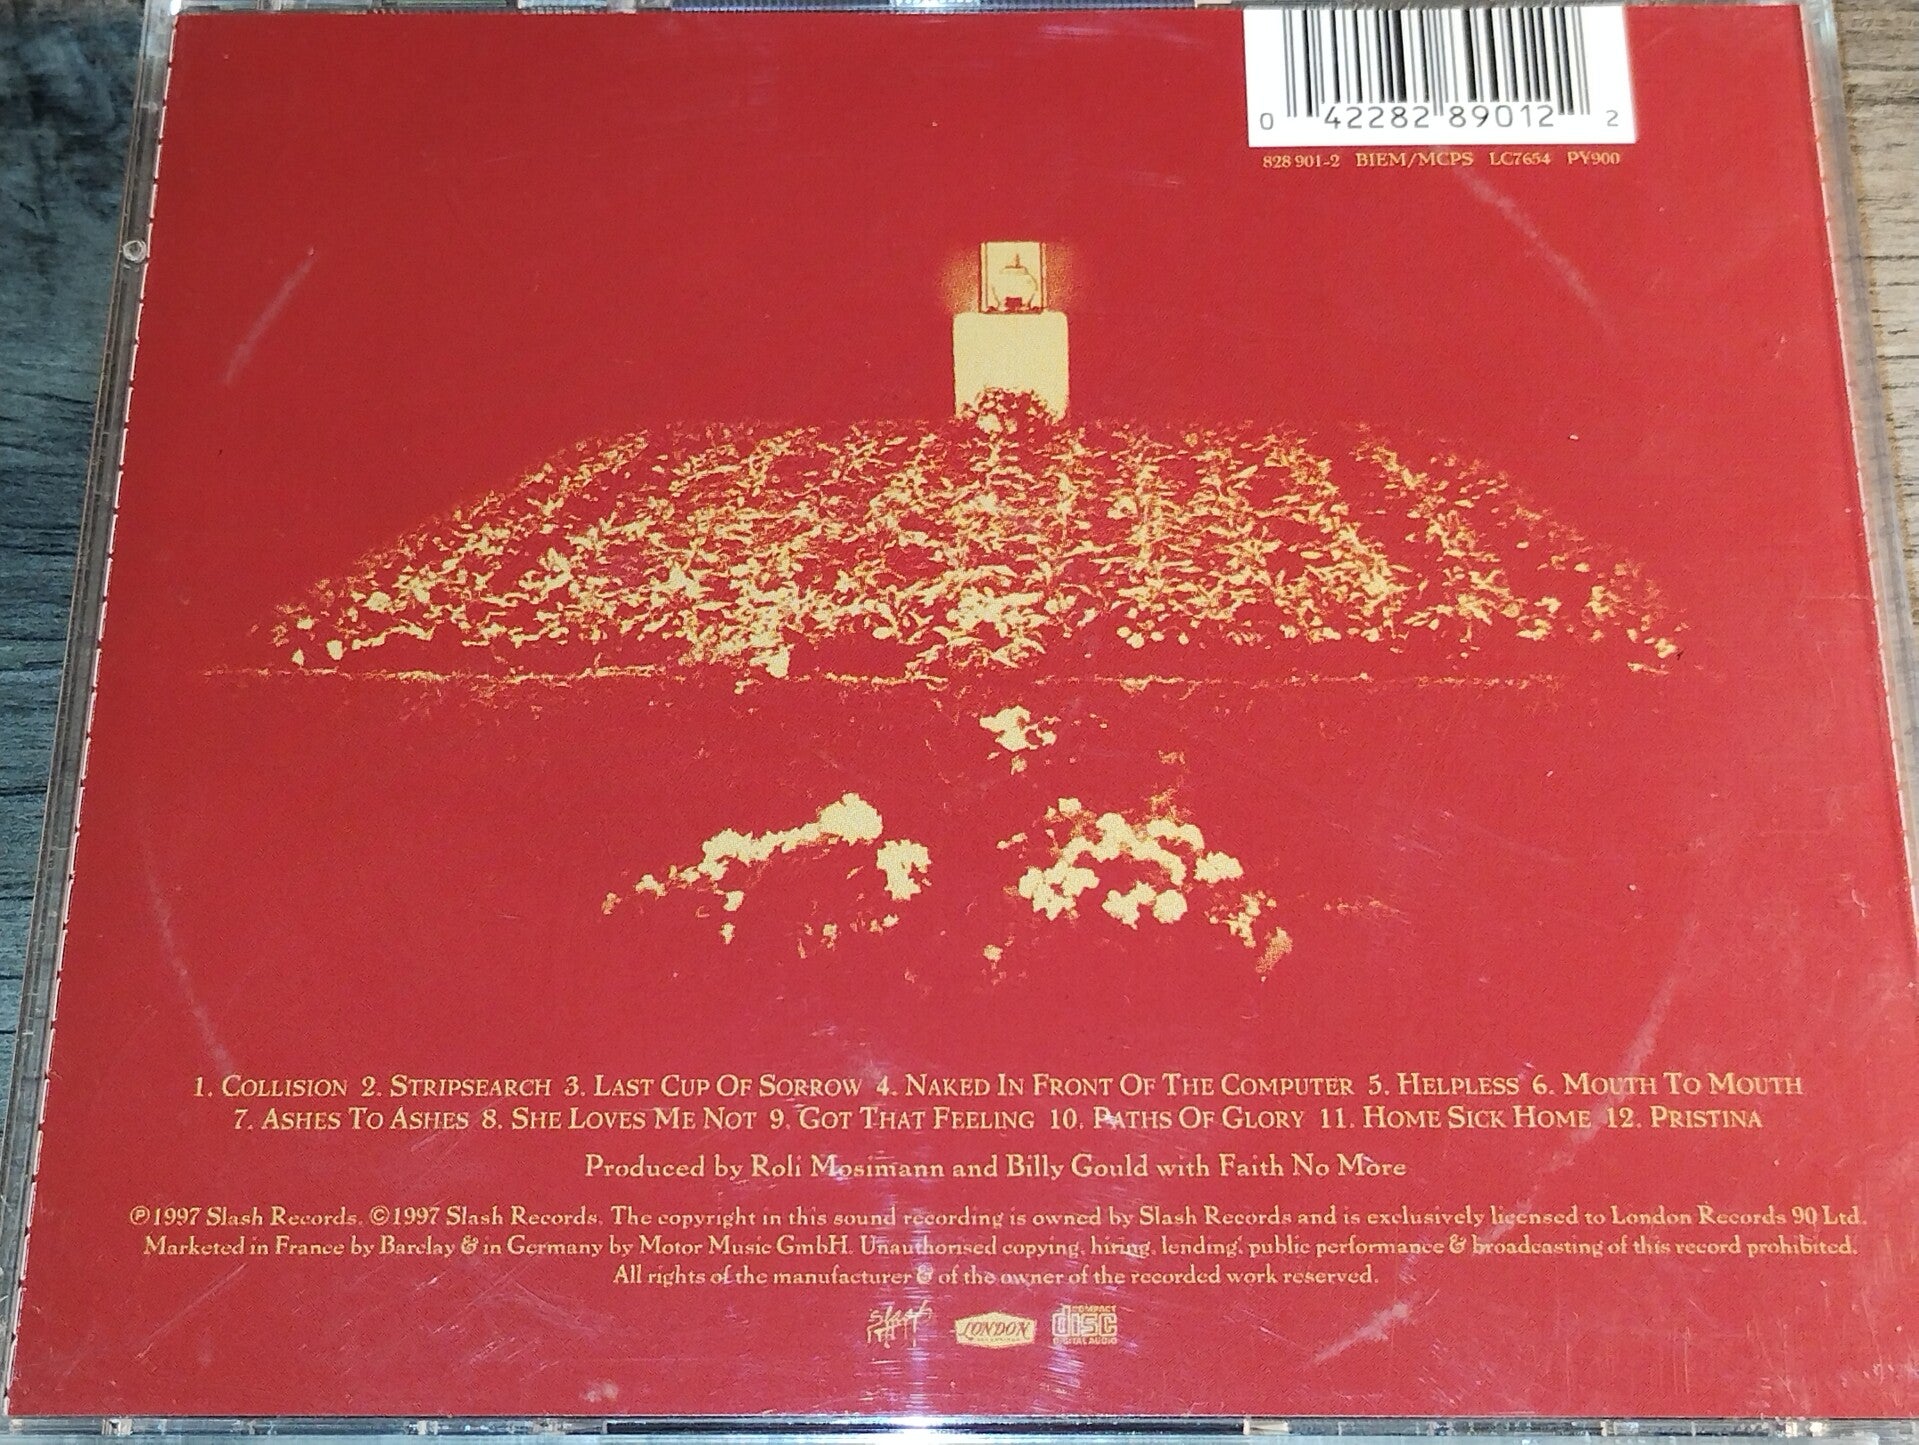 0 42282 89012 2
828 901-2 BIEM/MCPS LC7654 PY900
1. COLLISION 2. STRIPSEARCH 3. LAST CUP OF SORROW 4. NAKED IN FRONT OF THE COMPUTER 5. HELPLESS 6. MOUTH TO MOUTH
7. ASHES TO ASHES 8. SHE LOVES ME NOT 9. GOT THAT FEELING 10. PATHS OF GLORY 11. HOME SICK HOME 12. PRISTINA
Produced by Roli Mosimann and Billy Gould with Faith No More
℗1997 Slash Records. ©1997 Slash Records. The copyright in this sound recording is owned by Slash Records and is exclusively licensed to London Records 90 Ltd.
Marketed in France by Barclay & in Germany by Motor Music GmbH. Unauthorised copying, hiring, lending, public performance & broadcasting of this record prohibited.
All rights of the manufacturer & of the owner of the recorded work reserved.
slash LONDON RECORDINGS COMPACT disc DIGITAL AUDIO